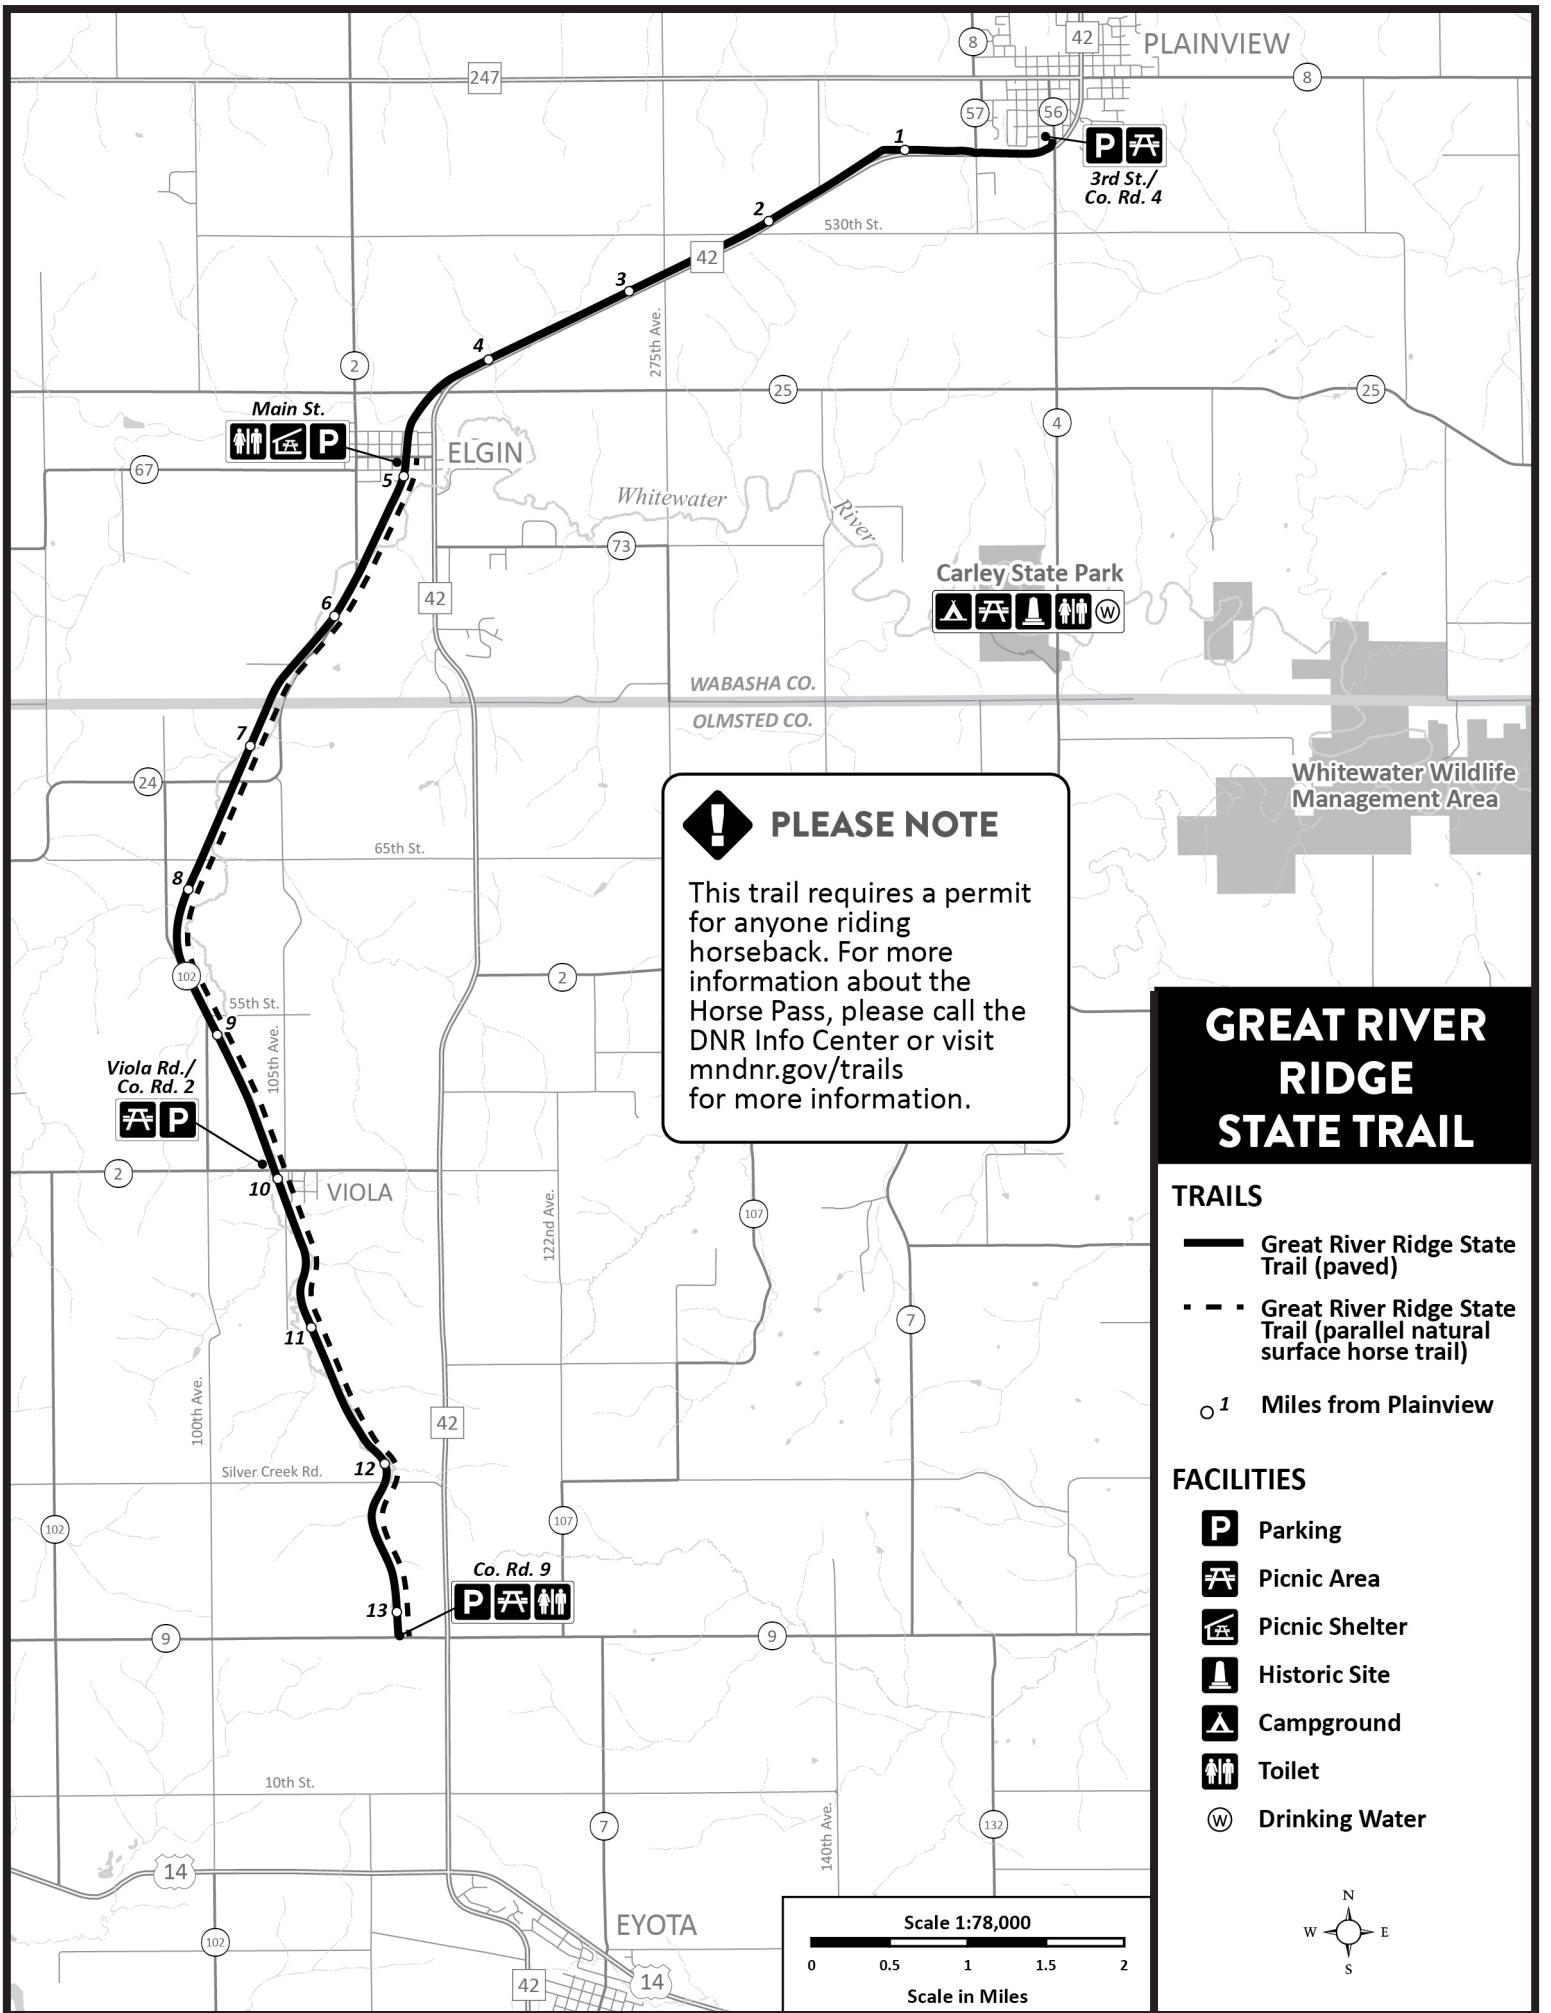 8
42
PLAINVIEW
247
8
57
56
1
P
3rd St./
Co. Rd. 4
2
530th St.
42
3
275th Ave.
4
2
25
25
Main St.
P
4
ELGIN
67
5
Whitewater
River
73
Carley State Park
W
42
6
WABASHA CO.
OLMSTED CO.
7
24
Whitewater Wildlife
Management Area
65th St.
8
! PLEASE NOTE
This trail requires a permit
for anyone riding
horseback. For more
information about the
Horse Pass, please call the
DNR Info Center or visit
mndnr.gov/trails
for more information.
102
2
55th St.
9
105th Ave.
Viola Rd./
Co. Rd. 2
P
2
10
VIOLA
122nd Ave.
107
7
11
100th Ave.
42
12
Silver Creek Rd.
102
107
Co. Rd. 9
P
13
9
9
10th St.
7
140th Ave.
132
14
EYOTA
102
42
14
Scale 1:78,000
0 0.5 1 1.5 2
Scale in Miles
GREAT RIVER
RIDGE
STATE TRAIL
TRAILS
Great River Ridge State
Trail (paved)
Great River Ridge State
Trail (parallel natural
surface horse trail)
1 Miles from Plainview
FACILITIES
P Parking
Picnic Area
Picnic Shelter
Historic Site
Campground
Toilet
W Drinking Water
N
W E
S